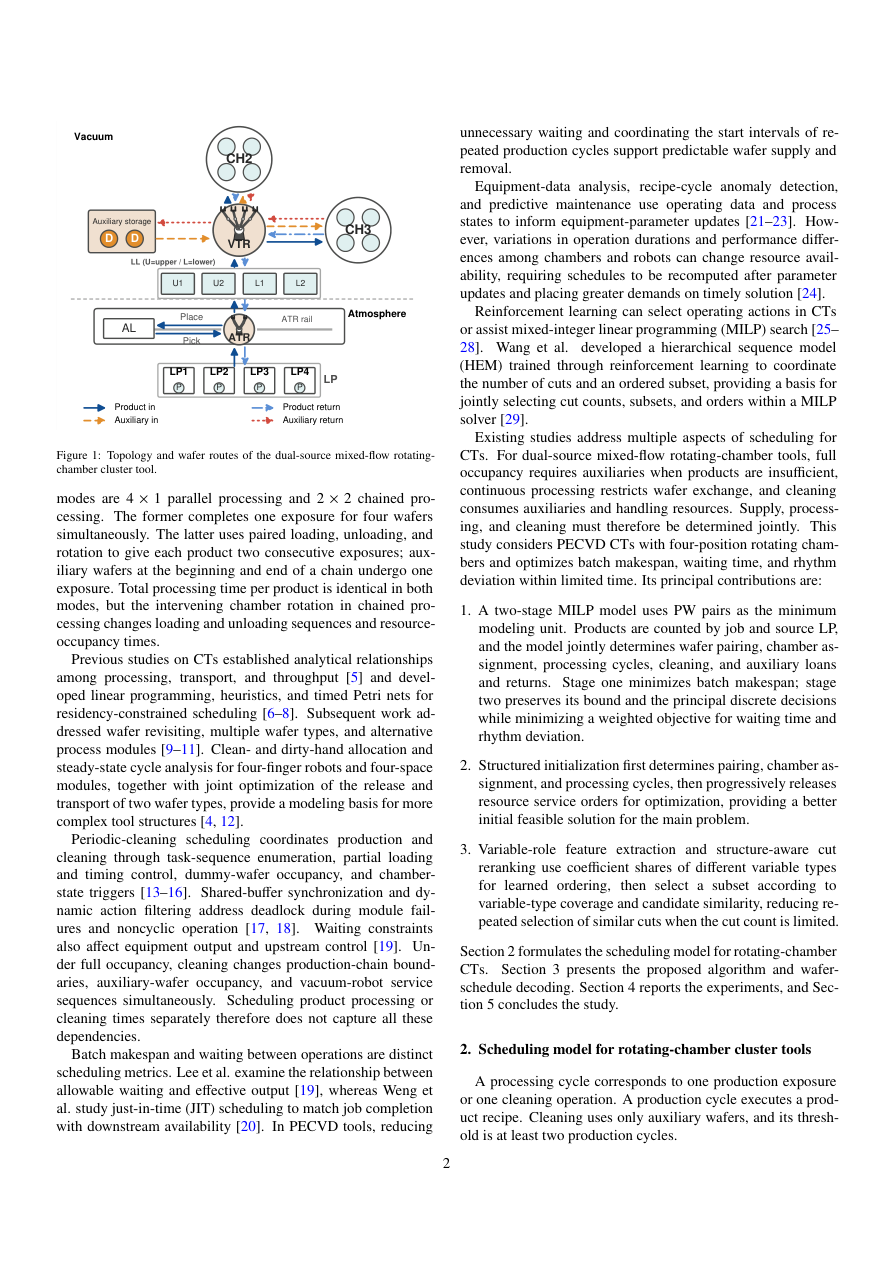 Vacuum
CH2
Auxiliary storage
D D
VTR
CH3
LL (U=upper / L=lower)
U1 U2 L1 L2
Atmosphere
Place
ATR rail
AL
Pick
ATR
LP1 LP2 LP3 LP4
P P P P
LP
Product in
Product return
Auxiliary in
Auxiliary return
Figure 1: Topology and wafer routes of the dual-source mixed-flow rotating-
chamber cluster tool.
modes are 4 × 1 parallel processing and 2 × 2 chained pro-
cessing. The former completes one exposure for four wafers
simultaneously. The latter uses paired loading, unloading, and
rotation to give each product two consecutive exposures; aux-
iliary wafers at the beginning and end of a chain undergo one
exposure. Total processing time per product is identical in both
modes, but the intervening chamber rotation in chained pro-
cessing changes loading and unloading sequences and resource-
occupancy times.
Previous studies on CTs established analytical relationships
among processing, transport, and throughput [5] and devel-
oped linear programming, heuristics, and timed Petri nets for
residency-constrained scheduling [6–8]. Subsequent work ad-
dressed wafer revisiting, multiple wafer types, and alternative
process modules [9–11]. Clean- and dirty-hand allocation and
steady-state cycle analysis for four-finger robots and four-space
modules, together with joint optimization of the release and
transport of two wafer types, provide a modeling basis for more
complex tool structures [4, 12].
Periodic-cleaning scheduling coordinates production and
cleaning through task-sequence enumeration, partial loading
and timing control, dummy-wafer occupancy, and chamber-
state triggers [13–16]. Shared-buffer synchronization and dy-
namic action filtering address deadlock during module fail-
ures and noncyclic operation [17, 18]. Waiting constraints
also affect equipment output and upstream control [19]. Un-
der full occupancy, cleaning changes production-chain bound-
aries, auxiliary-wafer occupancy, and vacuum-robot service
sequences simultaneously. Scheduling product processing or
cleaning times separately therefore does not capture all these
dependencies.
Batch makespan and waiting between operations are distinct
scheduling metrics. Lee et al. examine the relationship between
allowable waiting and effective output [19], whereas Weng et
al. study just-in-time (JIT) scheduling to match job completion
with downstream availability [20]. In PECVD tools, reducing
unnecessary waiting and coordinating the start intervals of re-
peated production cycles support predictable wafer supply and
removal.
Equipment-data analysis, recipe-cycle anomaly detection,
and predictive maintenance use operating data and process
states to inform equipment-parameter updates [21–23]. How-
ever, variations in operation durations and performance differ-
ences among chambers and robots can change resource avail-
ability, requiring schedules to be recomputed after parameter
updates and placing greater demands on timely solution [24].
Reinforcement learning can select operating actions in CTs
or assist mixed-integer linear programming (MILP) search [25–
28]. Wang et al. developed a hierarchical sequence model
(HEM) trained through reinforcement learning to coordinate
the number of cuts and an ordered subset, providing a basis for
jointly selecting cut counts, subsets, and orders within a MILP
solver [29].
Existing studies address multiple aspects of scheduling for
CTs. For dual-source mixed-flow rotating-chamber tools, full
occupancy requires auxiliaries when products are insufficient,
continuous processing restricts wafer exchange, and cleaning
consumes auxiliaries and handling resources. Supply, process-
ing, and cleaning must therefore be determined jointly. This
study considers PECVD CTs with four-position rotating cham-
bers and optimizes batch makespan, waiting time, and rhythm
deviation within limited time. Its principal contributions are:
1. A two-stage MILP model uses PW pairs as the minimum
modeling unit. Products are counted by job and source LP,
and the model jointly determines wafer pairing, chamber as-
signment, processing cycles, cleaning, and auxiliary loans
and returns. Stage one minimizes batch makespan; stage
two preserves its bound and the principal discrete decisions
while minimizing a weighted objective for waiting time and
rhythm deviation.
2. Structured initialization first determines pairing, chamber as-
signment, and processing cycles, then progressively releases
resource service orders for optimization, providing a better
initial feasible solution for the main problem.
3. Variable-role feature extraction and structure-aware cut
reranking use coefficient shares of different variable types
for learned ordering, then select a subset according to
variable-type coverage and candidate similarity, reducing re-
peated selection of similar cuts when the cut count is limited.
Section 2 formulates the scheduling model for rotating-chamber
CTs. Section 3 presents the proposed algorithm and wafer-
schedule decoding. Section 4 reports the experiments, and Sec-
tion 5 concludes the study.
2. Scheduling model for rotating-chamber cluster tools
A processing cycle corresponds to one production exposure
or one cleaning operation. A production cycle executes a prod-
uct recipe. Cleaning uses only auxiliary wafers, and its thresh-
old is at least two production cycles.
2